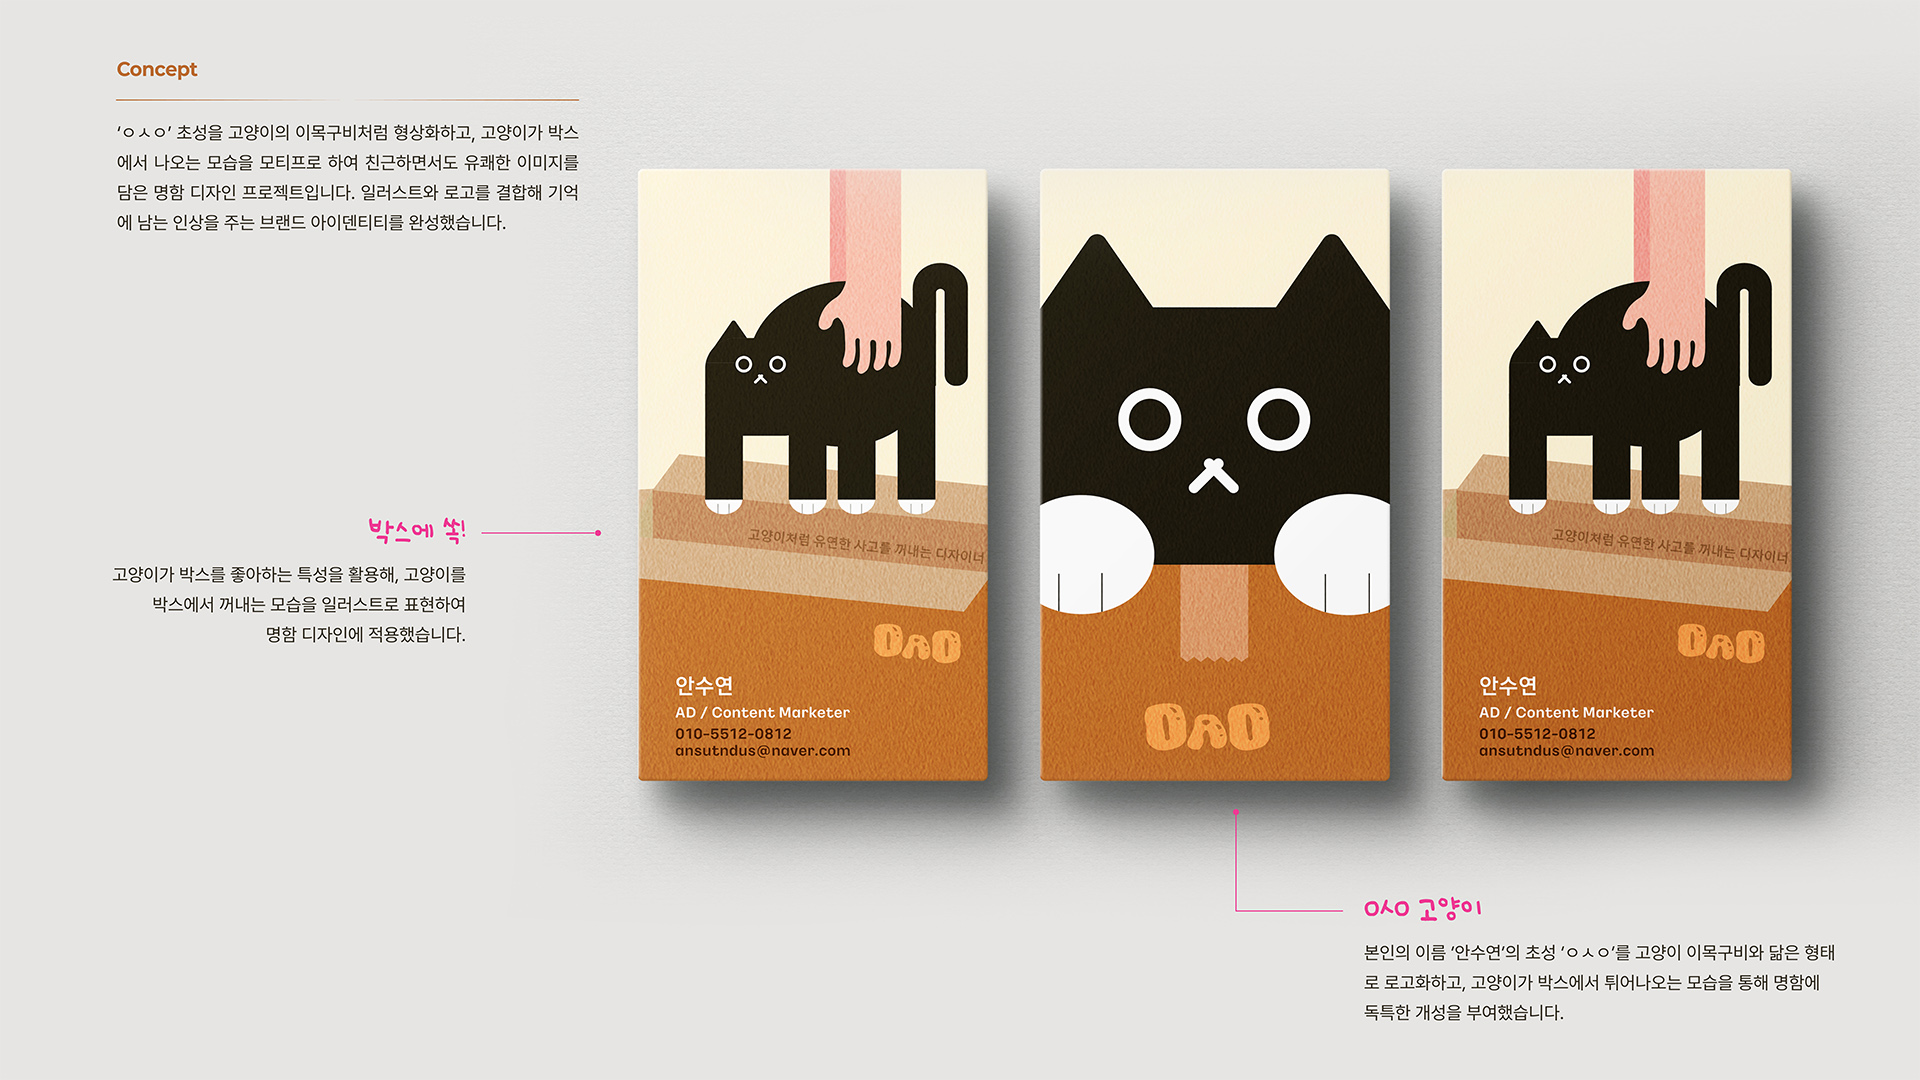 Concept
‘ㅇㅅㅇ’ 초성을 고양이의 이목구비처럼 형상화하고, 고양이가 박스
에서 나오는 모습을 모티프로 하여 친근하면서도 유쾌한 이미지를
담은 명함 디자인 프로젝트입니다. 일러스트와 로고를 결합해 기억
에 남는 인상을 주는 브랜드 아이덴티티를 완성했습니다.
박스에 쏙!
고양이가 박스를 좋아하는 특성을 활용해, 고양이를
박스에서 꺼내는 모습을 일러스트로 표현하여
명함 디자인에 적용했습니다.
고양이처럼 유연한 사고를 꺼내는 디자이너
ㅇㅅㅇ
안수연
AD / Content Marketer
010-5512-0812
ansutndus@naver.com
ㅇㅅㅇ
고양이처럼 유연한 사고를 꺼내는 디자이너
ㅇㅅㅇ
안수연
AD / Content Marketer
010-5512-0812
ansutndus@naver.com
ㅇㅅㅇ 고양이
본인의 이름 ‘안수연’의 초성 ‘ㅇㅅㅇ’를 고양이 이목구비와 닮은 형태
로 로고화하고, 고양이가 박스에서 튀어나오는 모습을 통해 명함에
독특한 개성을 부여했습니다.